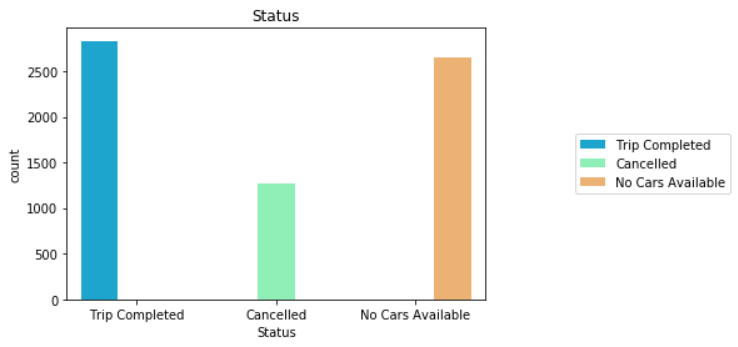 Status
2500
2000
1500
1000
500
0
count
Trip Completed
Cancelled
No Cars Available
Status
Trip Completed
Cancelled
No Cars Available